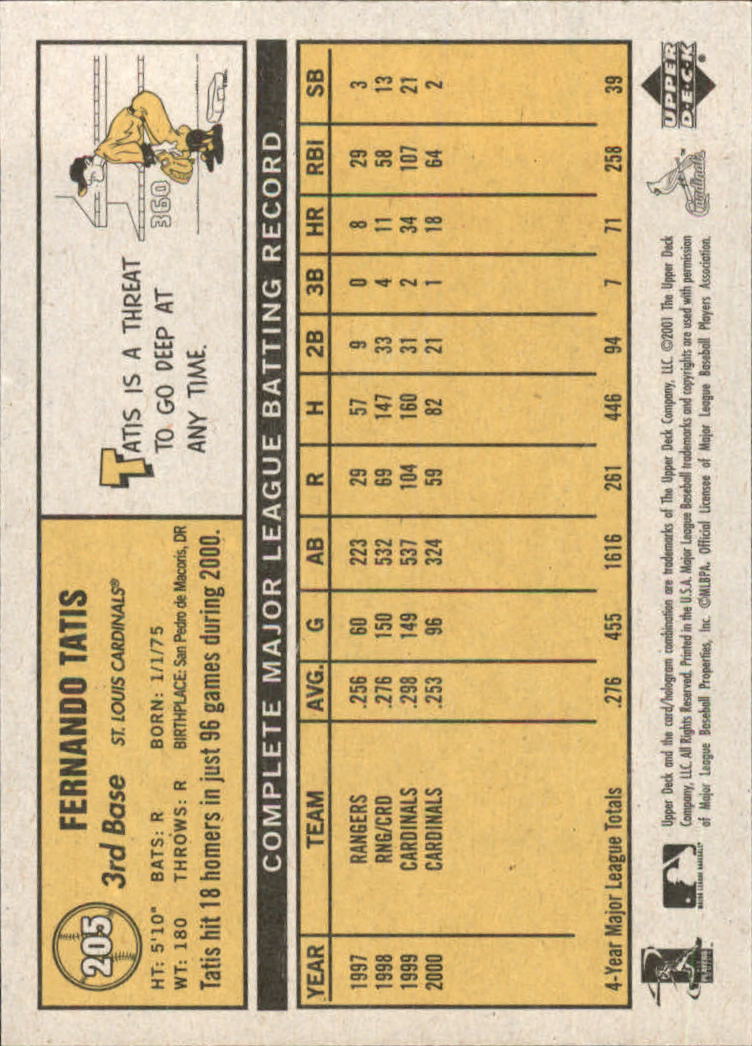 205
FERNANDO TATIS
3rd Base ST. LOUIS CARDINALS®
HT: 5'10" BATS: R BORN: 1/1/75
WT: 180 THROWS: R BIRTHPLACE: San Pedro de Macoris, DR
Tatis hit 18 homers in just 96 games during 2000.
TATIS IS A THREAT
TO GO DEEP AT
ANY TIME.
360
COMPLETE MAJOR LEAGUE BATTING RECORD
YEAR TEAM AVG. G AB R H 2B 3B HR RBI SB
1997 RANGERS .256 60 223 29 57 9 0 8 29 3
1998 RNG/CRD .276 150 532 69 147 33 4 11 58 13
1999 CARDINALS .298 149 537 104 160 31 2 34 107 21
2000 CARDINALS .253 96 324 59 82 21 1 18 64 2
4-Year Major League Totals .276 455 1616 261 446 94 7 71 258 39
Upper Deck and the card/hologram combination are trademarks of The Upper Deck Company, LLC. ©2001 The Upper Deck
Company, LLC. All Rights Reserved. Printed in the U.S.A. Major League Baseball trademarks and copyrights are used with permission
of Major League Baseball Properties, Inc. ©MLBPA. Official Licensee of Major League Baseball Players Association.
Cardinals™
UPPER
D·E·C·K®